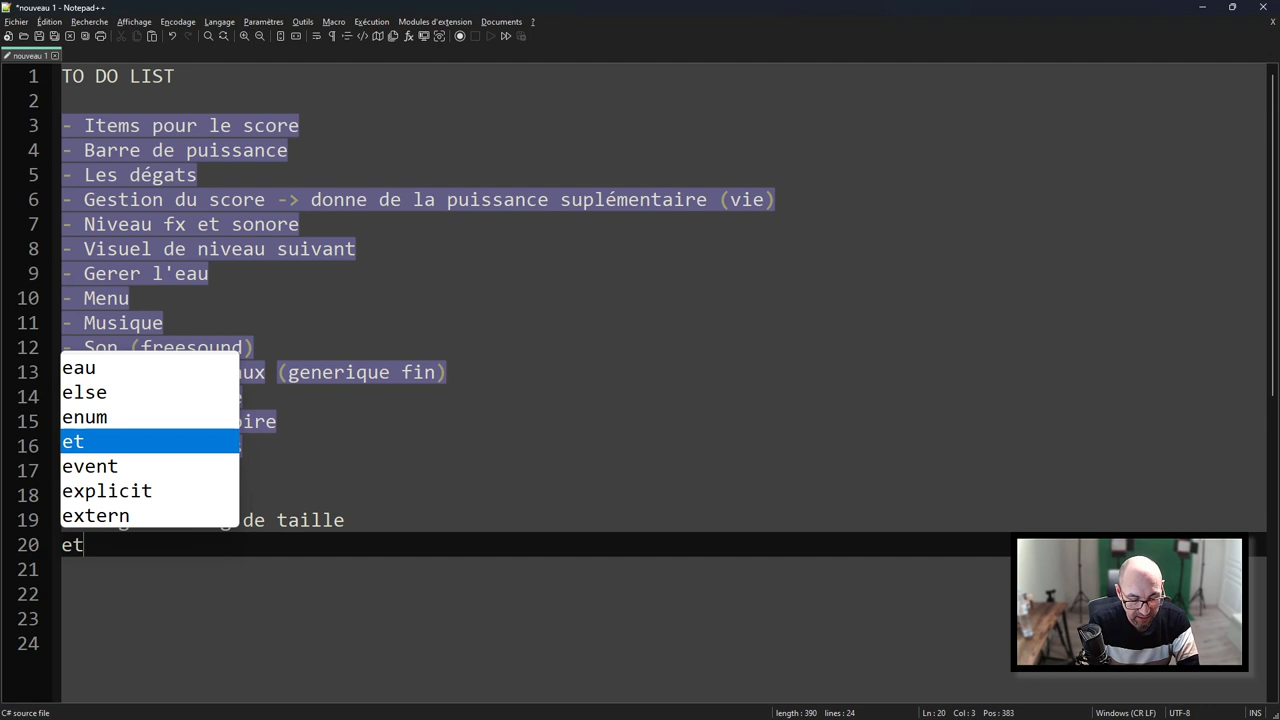 *nouveau 1 - Notepad++
Fichier Édition Recherche Affichage Encodage Langage Paramètres Outils Macro Exécution Modules d'extension Documents ?
X
nouveau 1
1 TO DO LIST
2
3 - Items pour le score
4 - Barre de puissance
5 - Les dégats
6 - Gestion du score -> donne de la puissance suplémentaire (vie)
7 - Niveau fx et sonore
8 - Visuel de niveau suivant
9 - Gerer l'eau
10 - Menu
11 - Musique
12 - Son (freesound)
eau
13 (generique fin)
else
14
enum
15
et
16
event
17
explicit
18
extern
19 de taille
20 et
21
22
23
24
C# source file length : 390 lines : 24 Ln : 20 Col : 3 Pos : 383 Windows (CR LF) UTF-8 INS